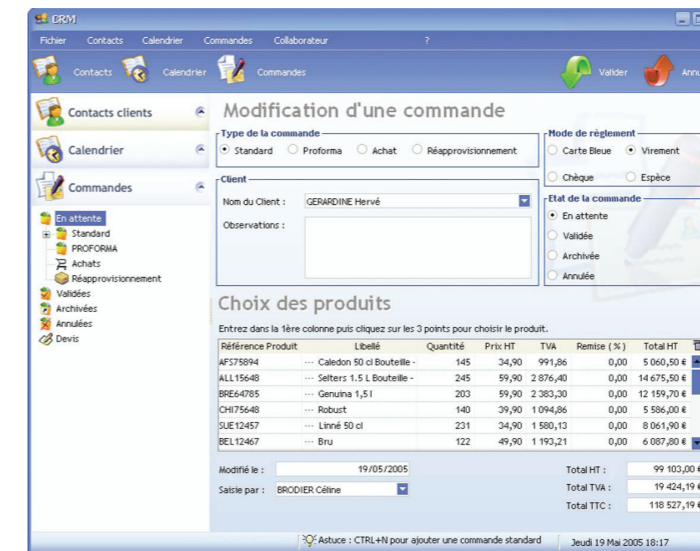 CRM
Fichier Contacts Calendrier Commandes Collaborateur ?
Contacts Calendrier Commandes Valider Annu
Contacts clients
Calendrier
Commandes
En attente
Standard
PROFORMA
Achats
Réapprovisionnement
Validées
Archivées
Annulées
Devis
Modification d'une commande
Type de la commande
Standard Proforma Achat Réapprovisionnement
Mode de règlement
Carte Bleue Virement
Chèque Espèce
Client
Nom du Client : GERARDINE Hervé
Observations :
Etat de la commande
En attente
Validée
Archivée
Annulée
Choix des produits
Entrez dans la 1ère colonne puis cliquez sur les 3 points pour choisir le produit.
Référence Produit Libellé Quantité Prix HT TVA Remise (%) Total HT
AFS75894 ... Caledon 50 cl Bouteille - 145 34,90 991,86 0,00 5 060,50 €
ALL15648 ... Selters 1.5 L Bouteille - 245 59,90 2 876,40 0,00 14 675,50 €
BRE64785 ... Genuina 1,5 l 203 59,90 2 383,30 0,00 12 159,70 €
CHI75648 ... Robust 140 39,90 1 094,86 0,00 5 586,00 €
SUE12457 ... Linné 50 cl 231 34,90 1 580,13 0,00 8 061,90 €
BEL12467 ... Bru 122 49,90 1 193,21 0,00 6 087,80 €
Modifié le : 19/05/2005
Saisie par : BRODIER Céline
Total HT : 99 103,00 €
Total TVA : 19 424,19 €
Total TTC : 118 527,19 €
Astuce : CTRL+N pour ajouter une commande standard
Jeudi 19 Mai 2005 18:17